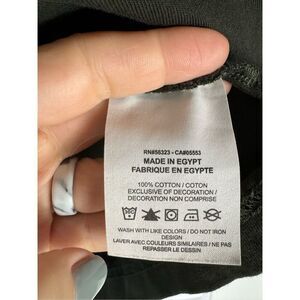 RN#56323 - CA#05553
MADE IN EGYPT
FABRIQUE EN EGYPTE
100% COTTON / COTON
EXCLUSIVE OF DECORATION /
DECORATION NON COMPRISE
WASH WITH LIKE COLORS / DO NOT IRON
DESIGN
LAVER AVEC COULEURS SIMILAIRES / NE PAS
REPASSER LE DESSIN